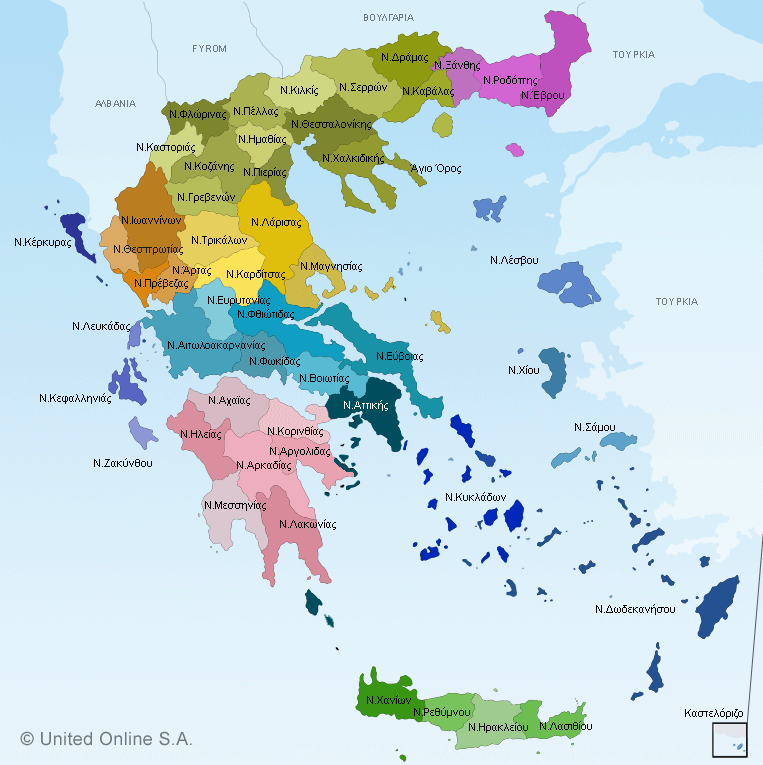 ΒΟΥΛΓΑΡΙΑ
FYROM
ΤΟΥΡΚΙΑ
ΑΛΒΑΝΙΑ
Ν.Δράμας
Ν.Ξάνθης
Ν.Ροδόπης
Ν.Έβρου
Ν.Κιλκίς
Ν.Σερρών
Ν.Καβάλας
Ν.Φλώρινας
Ν.Πέλλας
Ν.Θεσσαλονίκης
Ν.Καστοριάς
Ν.Ημαθίας
Ν.Κοζάνης
Ν.Πιερίας
Ν.Χαλκιδικής
Άγιο Όρος
Ν.Γρεβενών
Ν.Ιωαννίνων
Ν.Λάρισας
Ν.Κέρκυρας
Ν.Θεσπρωτίας
Ν.Τρικάλων
Ν.Λέσβου
Ν.Άρτας
Ν.Καρδίτσας
Ν.Μαγνησίας
Ν.Πρέβεζας
Ν.Ευρυτανίας
ΤΟΥΡΚΙΑ
Ν.Φθιώτιδας
Ν.Λευκάδας
Ν.Αιτωλοακαρνανίας
Ν.Φωκίδας
Ν.Εύβοιας
Ν.Βοιωτίας
Ν.Χίου
Ν.Κεφαλληνιάς
Ν.Αχαΐας
Ν.Αττικής
Ν.Ηλείας
Ν.Κορινθίας
Ν.Σάμου
Ν.Αργολιδας
Ν.Ζακύνθου
Ν.Αρκαδίας
Ν.Κυκλάδων
Ν.Μεσσηνίας
Ν.Λακωνίας
Ν.Δωδεκανήσου
Ν.Χανίων
Ν.Ρεθύμνου
Ν.Ηρακλείου
Ν.Λασιθίου
Καστελόριζο
© United Online S.A.